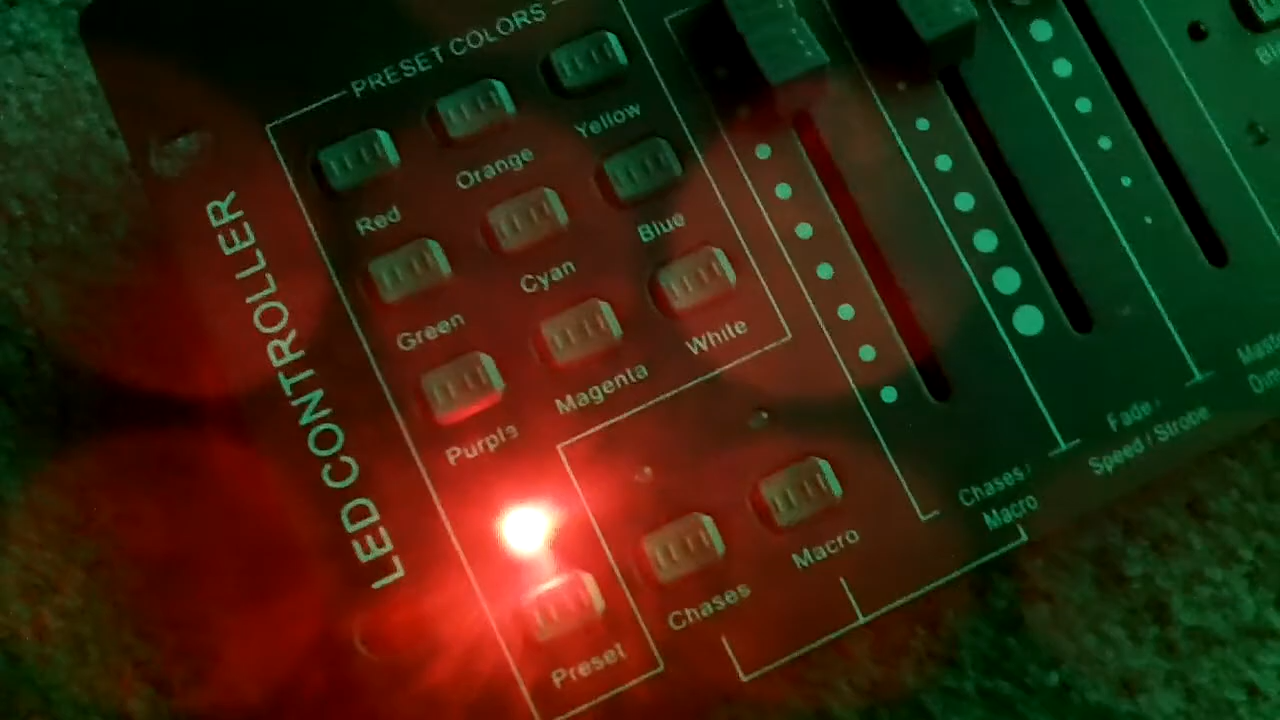 PRESET COLORS
Red
Orange
Yellow
Green
Cyan
Blue
Purple
Magenta
White
LED CONTROLLER
Preset
Chases
Macro
Chases /
Macro
Fade /
Speed / Strobe